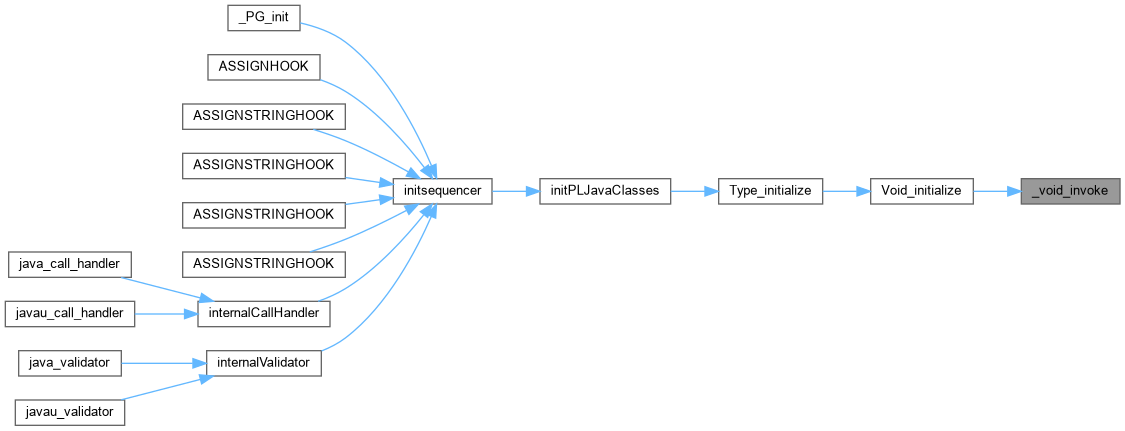 _PG_init
ASSIGNHOOK
ASSIGNSTRINGHOOK
ASSIGNSTRINGHOOK
ASSIGNSTRINGHOOK
ASSIGNSTRINGHOOK
java_call_handler
javau_call_handler
internalCallHandler
java_validator
javau_validator
internalValidator
initsequencer
initPLJavaClasses
Type_initialize
Void_initialize
_void_invoke